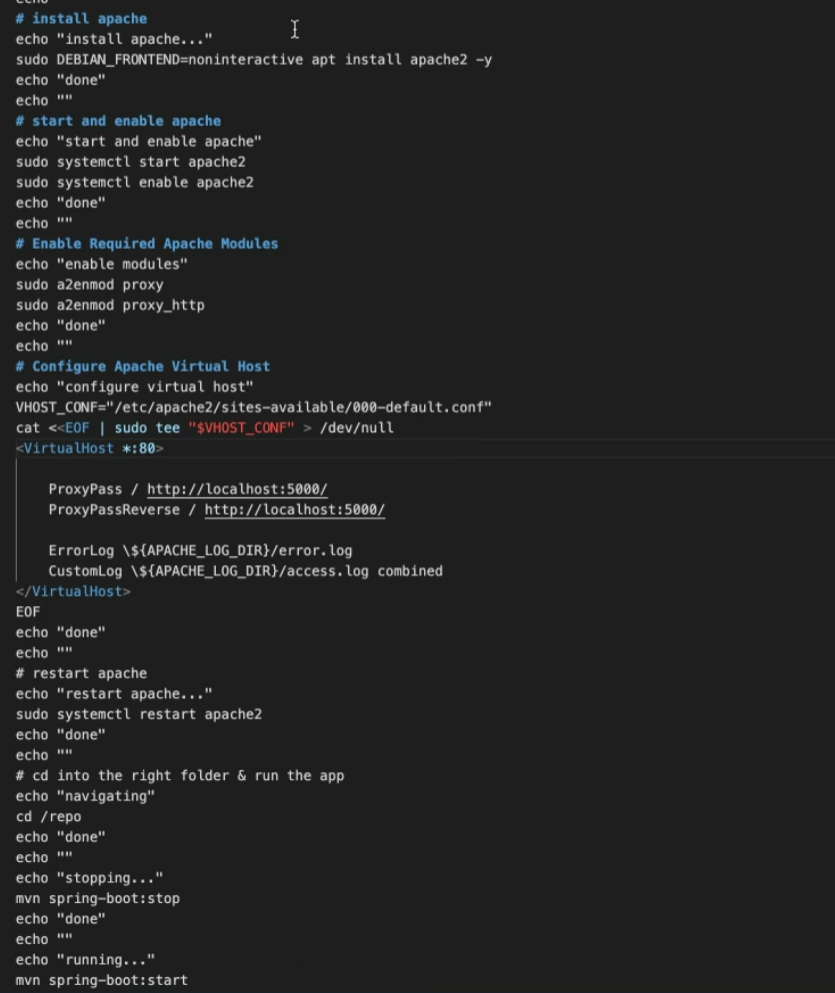 # install apache
echo "install apache..."
sudo DEBIAN_FRONTEND=noninteractive apt install apache2 -y
echo "done"
echo ""
# start and enable apache
echo "start and enable apache"
sudo systemctl start apache2
sudo systemctl enable apache2
echo "done"
echo ""
# Enable Required Apache Modules
echo "enable modules"
sudo a2enmod proxy
sudo a2enmod proxy_http
echo "done"
echo ""
# Configure Apache Virtual Host
echo "configure virtual host"
VHOST_CONF="/etc/apache2/sites-available/000-default.conf"
cat <<EOF | sudo tee "$VHOST_CONF" > /dev/null
<VirtualHost *:80>
    ProxyPass / http://localhost:5000/
    ProxyPassReverse / http://localhost:5000/
    ErrorLog \${APACHE_LOG_DIR}/error.log
    CustomLog \${APACHE_LOG_DIR}/access.log combined
</VirtualHost>
EOF
echo "done"
echo ""
# restart apache
echo "restart apache..."
sudo systemctl restart apache2
echo "done"
echo ""
# cd into the right folder & run the app
echo "navigating"
cd /repo
echo "done"
echo ""
echo "stopping..."
mvn spring-boot:stop
echo "done"
echo ""
echo "running..."
mvn spring-boot:start